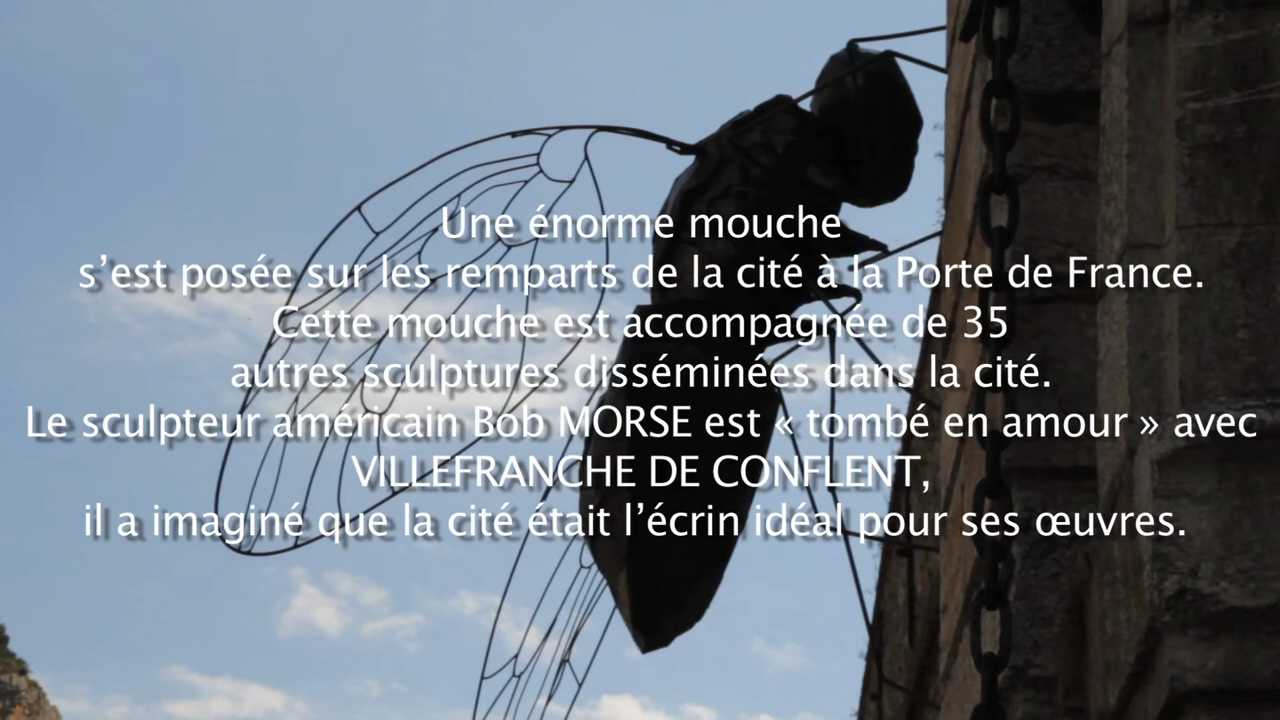 Une énorme mouche
s’est posée sur les remparts de la cité à la Porte de France.
Cette mouche est accompagnée de 35
autres sculptures disséminées dans la cité.
Le sculpteur américain Bob MORSE est « tombé en amour » avec
VILLEFRANCHE DE CONFLENT,
il a imaginé que la cité était l’écrin idéal pour ses œuvres.